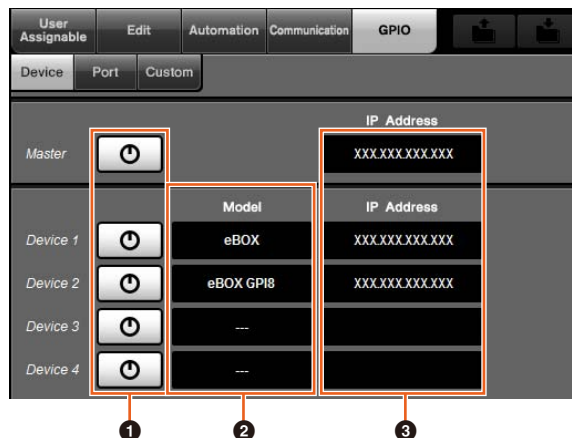 User Assignable
Edit
Automation
Communication
GPIO
Device
Port
Custom
IP Address
Master
XXX.XXX.XXX.XXX
Model
IP Address
Device 1
eBOX
XXX.XXX.XXX.XXX
Device 2
eBOX GPI8
XXX.XXX.XXX.XXX
Device 3
---
Device 4
---
1
2
3